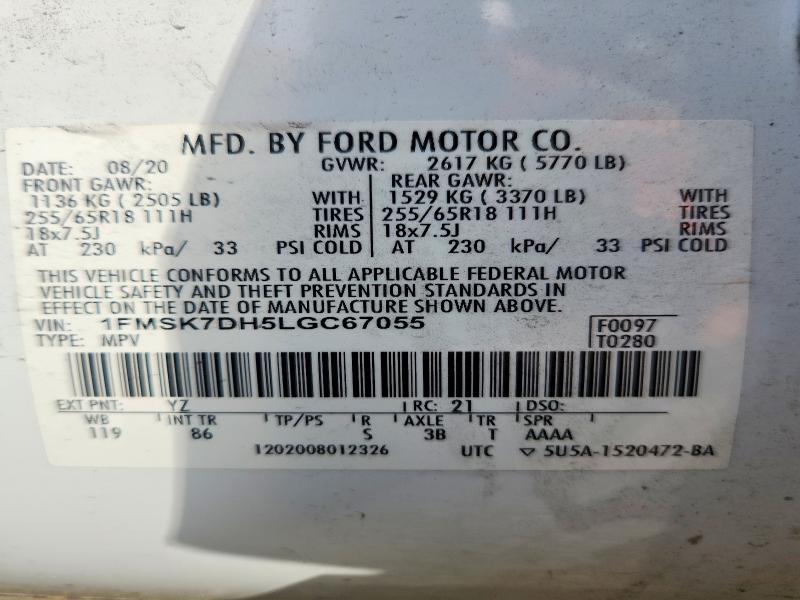 MFD. BY FORD MOTOR CO.
DATE: 08/20 GVWR: 2617 KG ( 5770 LB)
FRONT GAWR: REAR GAWR:
1136 KG ( 2505 LB) WITH 1529 KG ( 3370 LB) WITH
255/65R18 111H TIRES 255/65R18 111H TIRES
18x7.5J RIMS 18x7.5J RIMS
AT 230 kPa/ 33 PSI COLD AT 230 kPa/ 33 PSI COLD
THIS VEHICLE CONFORMS TO ALL APPLICABLE FEDERAL MOTOR
VEHICLE SAFETY AND THEFT PREVENTION STANDARDS IN
EFFECT ON THE DATE OF MANUFACTURE SHOWN ABOVE.
VIN: 1FMSK7DH5LGC67055 F0097
TYPE: MPV T0280
EXT PNT: YZ RC: 21 DSO:
WB INT TR TP/PS R AXLE TR SPR
119 86 S 3B T AAAA
1202008012326 UTC ▽ 5U5A-1520472-BA